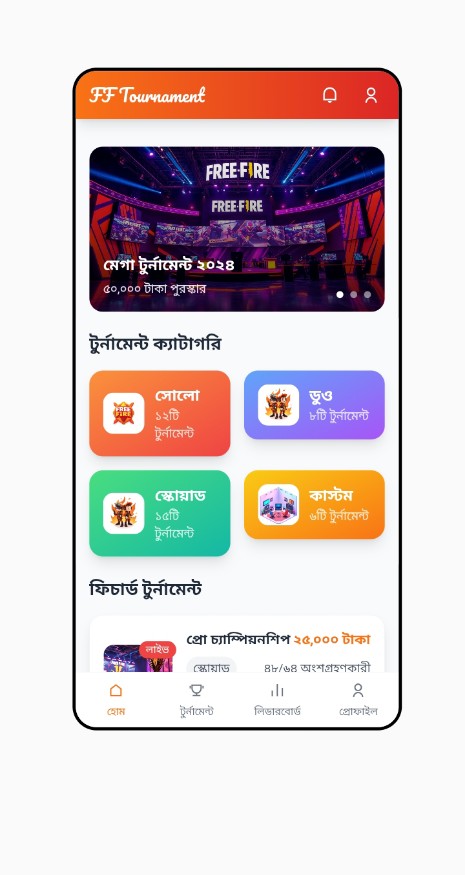 FF Tournament
FREE FIRE
FREE FIRE
মেগা টুর্নামেন্ট ২০২৪
৫০,০০০ টাকা পুরস্কার
টুর্নামেন্ট ক্যাটাগরি
FREE FIRE
সোলো
১২টি
টুর্নামেন্ট
ডুও
৮টি টুর্নামেন্ট
স্কোয়াড
১৫টি
টুর্নামেন্ট
কাস্টম
৬টি টুর্নামেন্ট
ফিচার্ড টুর্নামেন্ট
লাইভ
প্রো চ্যাম্পিয়নশিপ ২৫,০০০ টাকা
স্কোয়াড ৪৮/৬৪ অংশগ্রহণকারী
হোম টুর্নামেন্ট লিডারবোর্ড প্রোফাইল